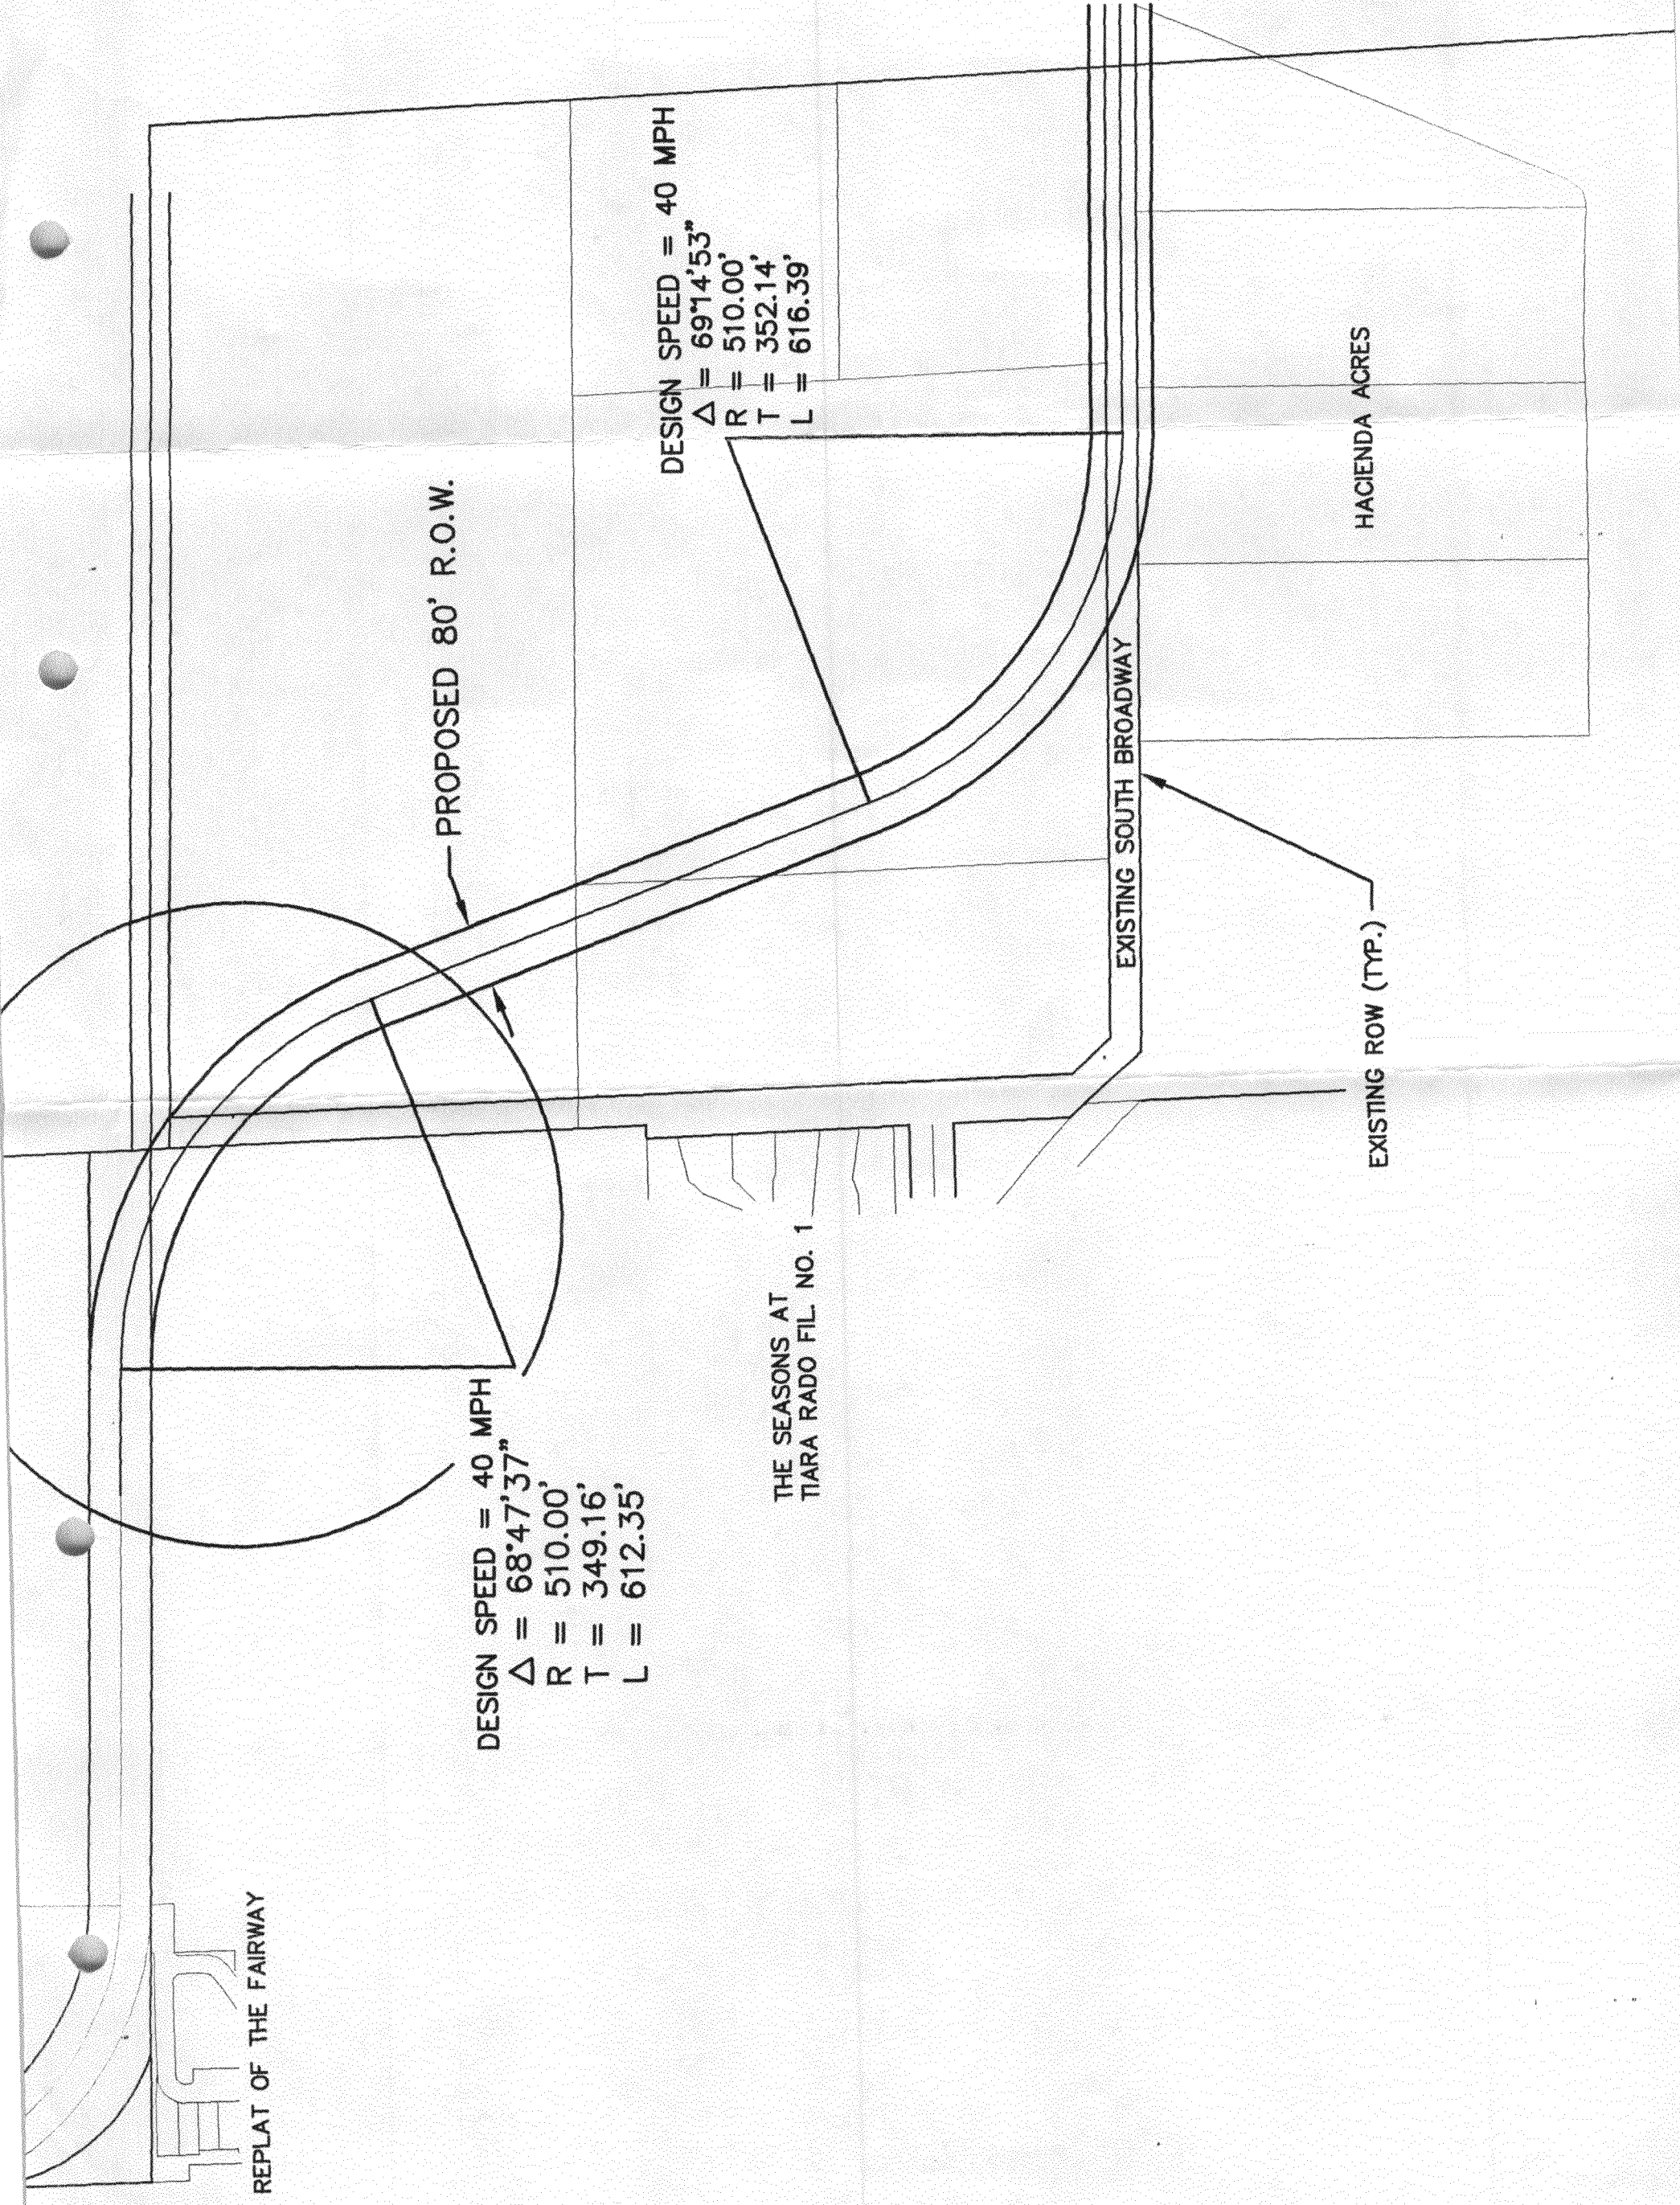 DESIGN SPEED = 40 MPH
Δ = 69°14'53"
R = 510.00'
T = 352.14'
L = 616.39'
PROPOSED 80' R.O.W.
HACIENDA ACRES
EXISTING SOUTH BROADWAY
EXISTING ROW (TYP.)
DESIGN SPEED = 40 MPH
Δ = 68°47'37"
R = 510.00'
T = 349.16'
L = 612.35'
THE SEASONS AT
TIARA RADO FIL. NO. 1
REPLAT OF THE FAIRWAY